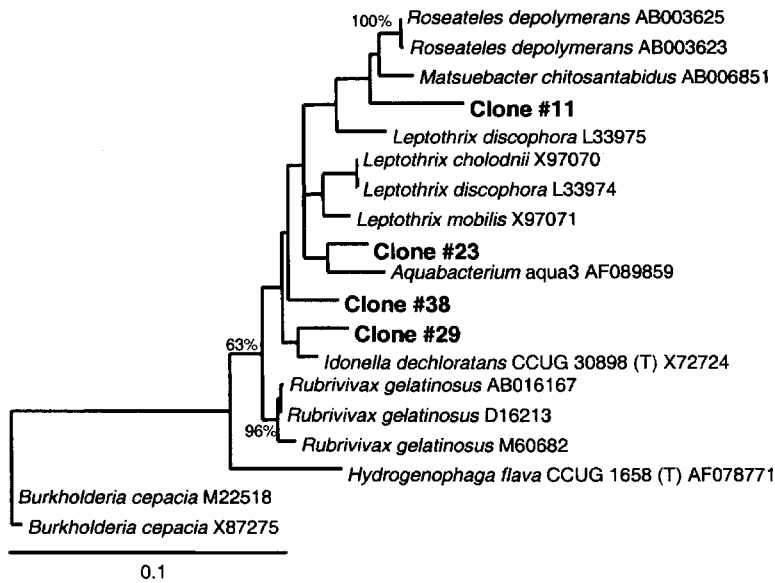 100%
Roseateles depolymerans AB003625
Roseateles depolymerans AB003623
Matsuebacter chitosantabidus AB006851
Clone #11
Leptothrix discophora L33975
Leptothrix cholodnii X97070
Leptothrix discophora L33974
Leptothrix mobilis X97071
Clone #23
Aquabacterium aqua3 AF089859
Clone #38
Clone #29
63%
Idonella dechloratans CCUG 30898 (T) X72724
Rubrivivax gelatinosus AB016167
Rubrivivax gelatinosus D16213
96%
Rubrivivax gelatinosus M60682
Hydrogenophaga flava CCUG 1658 (T) AF078771
Burkholderia cepacia M22518
Burkholderia cepacia X87275
0.1